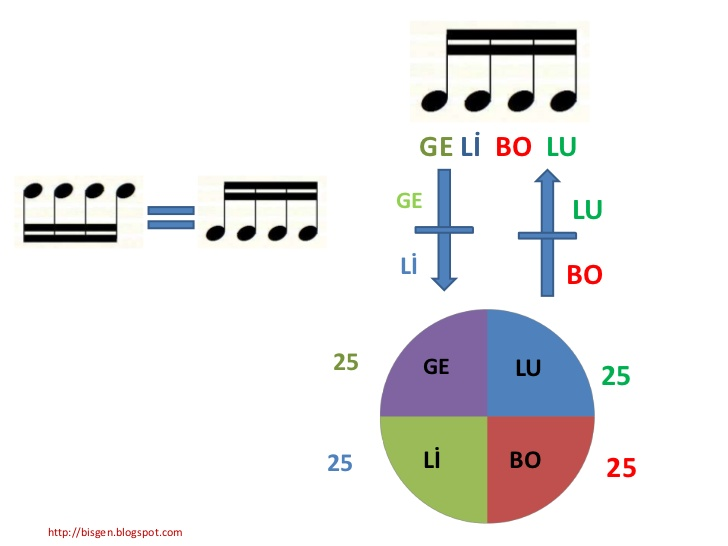 GE Lİ BO LU
GE
LU
Lİ
BO
25
GE
LU
25
25
Lİ
BO
25
http://bisgen.blogspot.com